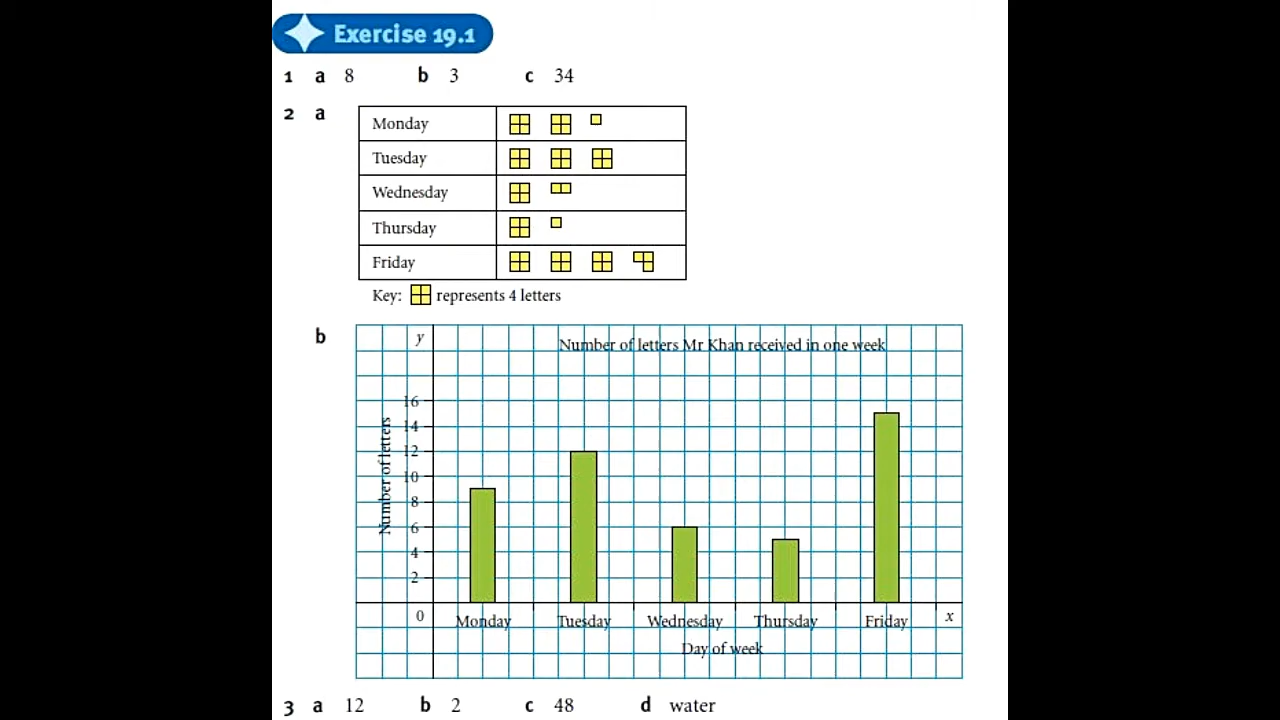 Exercise 19.1
1 a 8 b 3 c 34
2 a
Monday
Tuesday
Wednesday
Thursday
Friday
Key: represents 4 letters
b
y
Number of letters Mr Khan received in one week
Number of letters
16
14
12
10
8
6
4
2
0
Monday Tuesday Wednesday Thursday Friday x
Day of week
3 a 12 b 2 c 48 d water